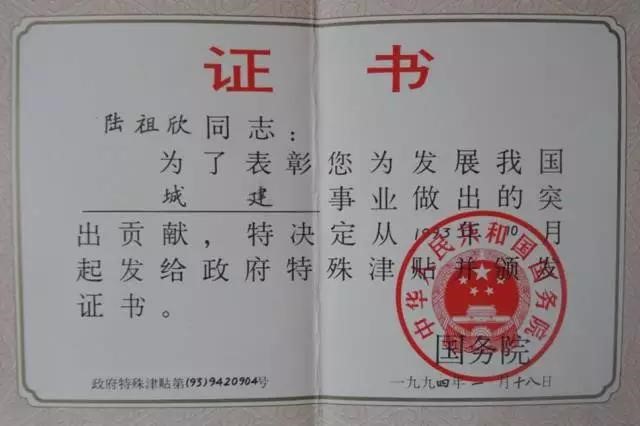 证书
陆祖欣同志：
为了表彰您为发展我国
城建事业做出的突
出贡献，特决定从1993年10月
起发给政府特殊津贴并颁发
证书。
中华人民共和国国务院
国务院
政府特殊津贴第(93)9420904号
一九九四年二月十八日